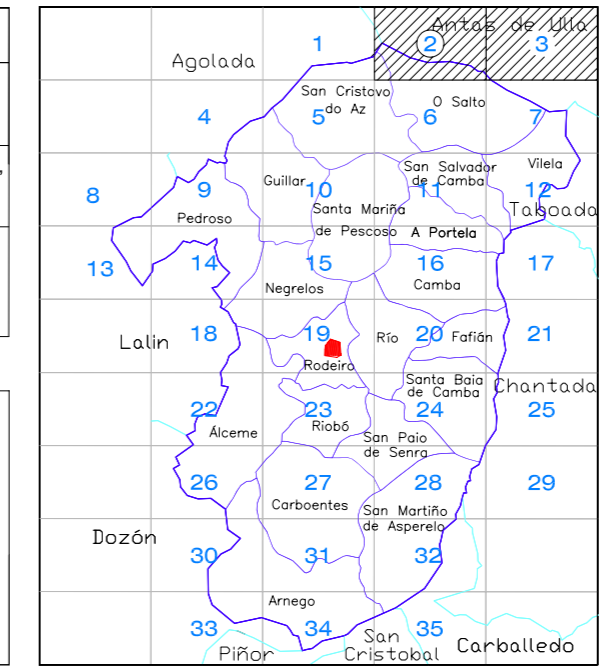 Antas de Ulla
1
2
3
Agolada
San Cristovo
do Az
O Salto
4
5
6
7
Vilela
San Salvador
de Camba
Guillar
8
9
10
11
12
Pedroso
Santa Mariña
de Pescoso
A Portela
Taboada
13
14
15
16
17
Negrelos
Camba
Lalin
18
19
Río
20
Fafián
21
Rodeiro
Santa Baia
de Camba
Chantada
22
23
24
25
Álceme
Riobó
San Paio
de Senra
26
27
28
29
Carboentes
San Martiño
de Asperelo
Dozón
30
31
32
Arnego
33
34
35
Piñor
San
Cristobal
Carballedo